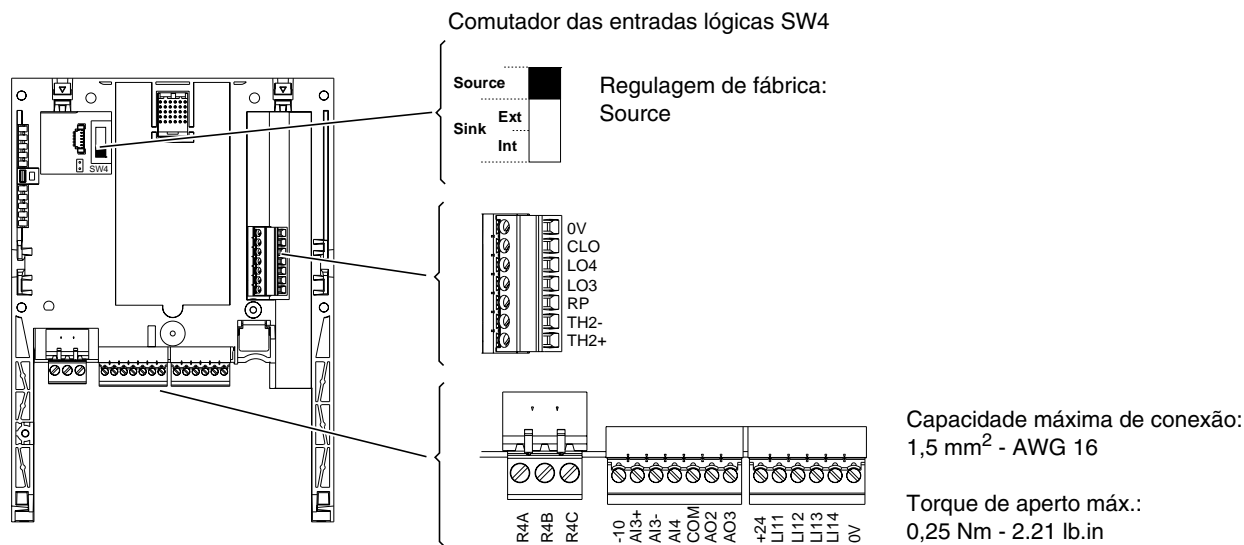 Comutador das entradas lógicas SW4
Source
Sink
Ext
Int
Regulagem de fábrica:
Source
SW4
0V
CLO
LO4
LO3
RP
TH2-
TH2+
R4A
R4B
R4C
-10
AI3+
AI3-
AI4
COM
AO2
AO3
+24
LI11
LI12
LI13
LI14
0V
Capacidade máxima de conexão:
1,5 mm² - AWG 16
Torque de aperto máx.:
0,25 Nm - 2.21 lb.in